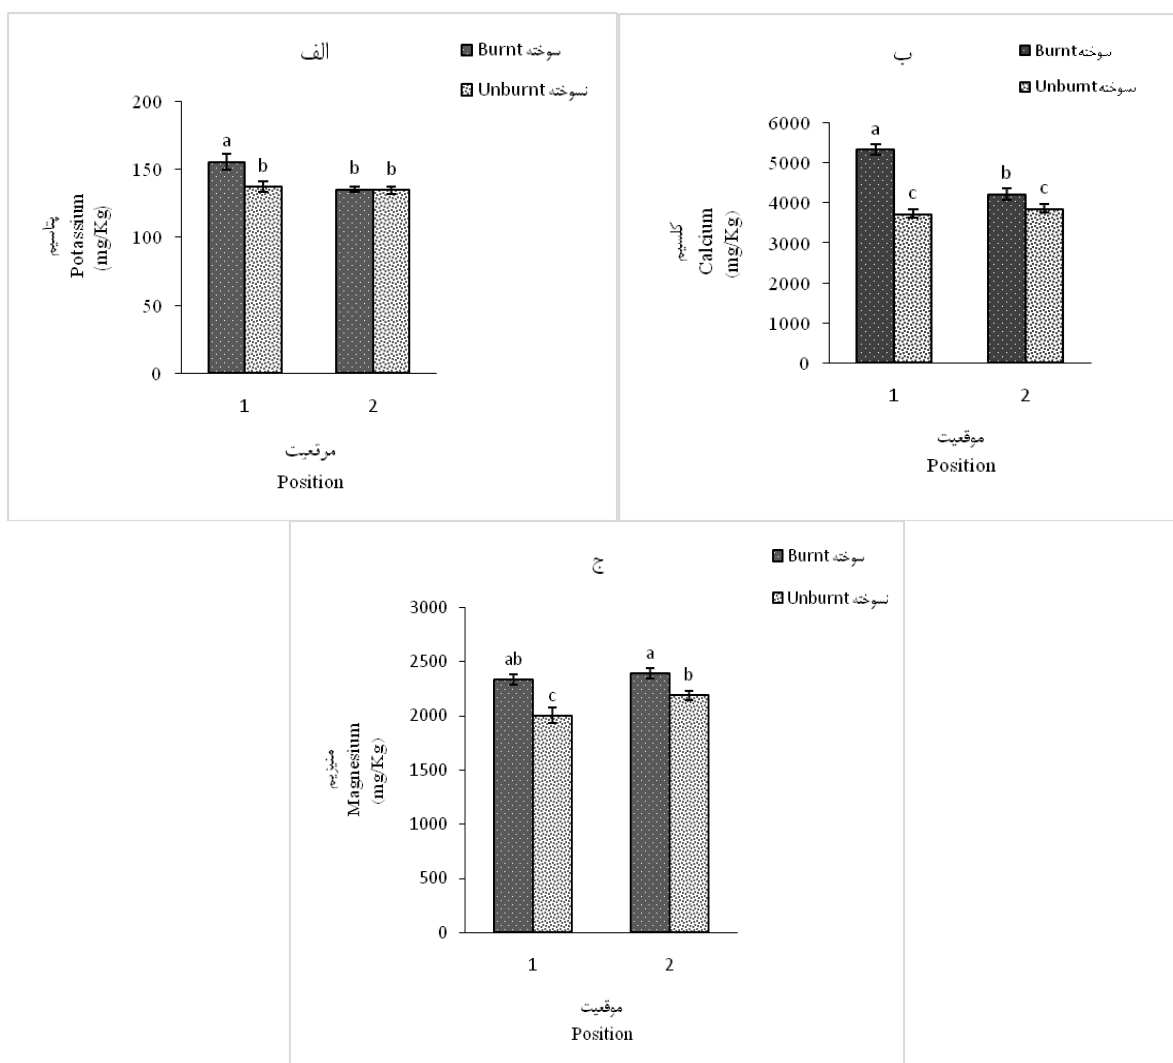 الف
سوخته Burnt
نسوخته Unburnt
200
150
100
50
0
a
b
b
b
پتاسیم
Potassium
(mg/Kg)
1
2
موقعیت
Position
ب
سوخته Burnt
نسوخته Unburnt
6000
5000
4000
3000
2000
1000
0
a
c
b
c
کلسیم
Calcium
(mg/Kg)
1
2
موقعیت
Position
ج
سوخته Burnt
نسوخته Unburnt
3000
2500
2000
1500
1000
500
0
ab
c
a
b
منیزیم
Magnesium
(mg/Kg)
1
2
موقعیت
Position